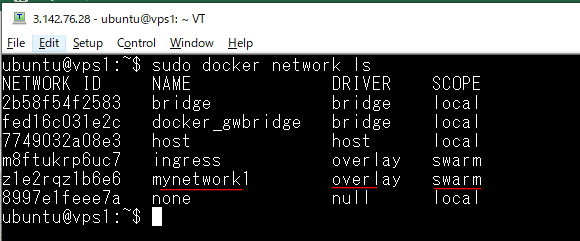 3.142.76.28 - ubuntu@vps1: ~ VT
File Edit Setup Control Window Help
ubuntu@vps1:~$ sudo docker network ls
NETWORK ID NAME DRIVER SCOPE
2b58f54f2583 bridge bridge local
fed16c031e2c docker_gwbridge bridge local
7749032a08e3 host host local
m8ftukrp6uc7 ingress overlay swarm
z1e2rqz1b6e6 mynetwork1 overlay swarm
8997e1feee7a none null local
ubuntu@vps1:~$